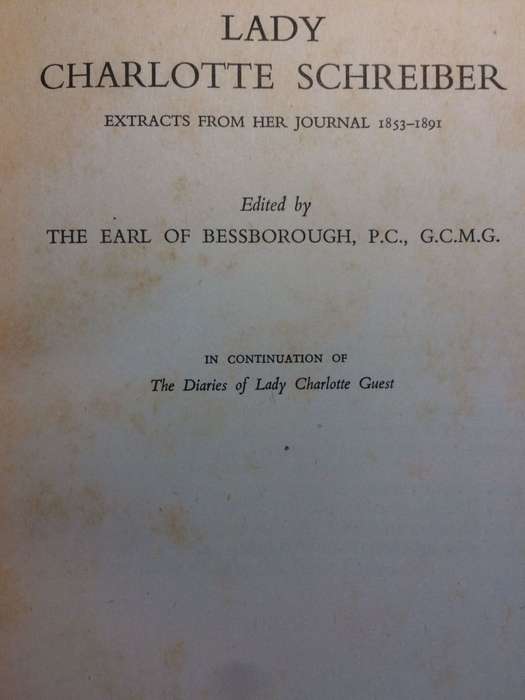 LADY
CHARLOTTE SCHREIBER
EXTRACTS FROM HER JOURNAL 1853–1891
Edited by
THE EARL OF BESSBOROUGH, P.C., G.C.M.G.
IN CONTINUATION OF
The Diaries of Lady Charlotte Guest